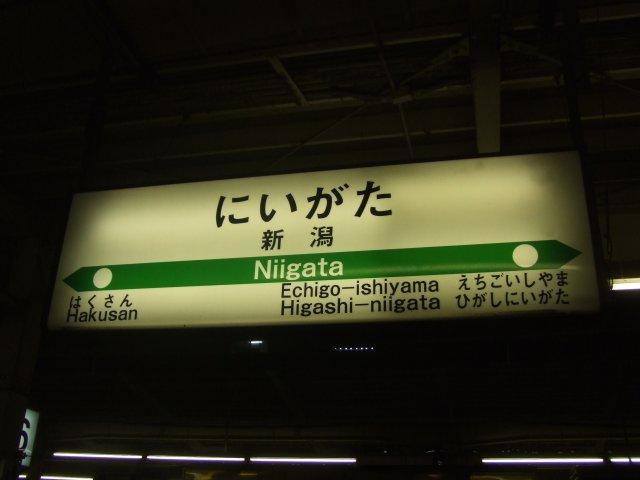 にいがた
新潟
Niigata
はくさん
Hakusan
Echigo-ishiyama えちごいしやま
Higashi-niigata ひがしにいがた
6